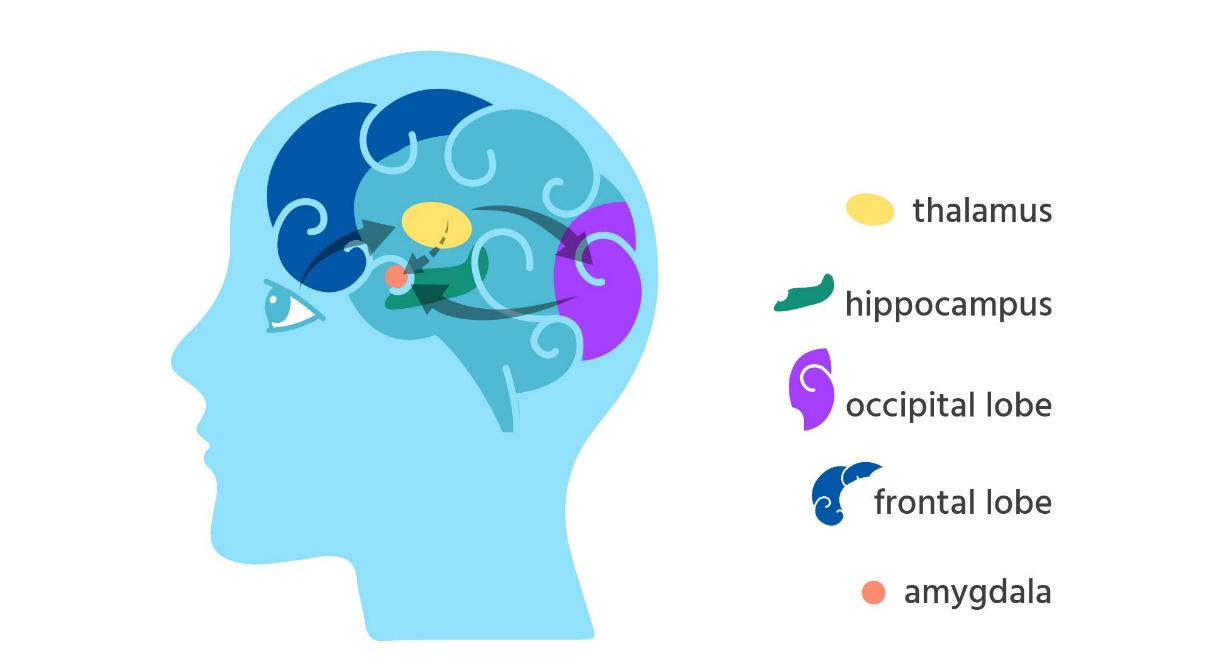 thalamus
hippocampus
occipital lobe
frontal lobe
amygdala